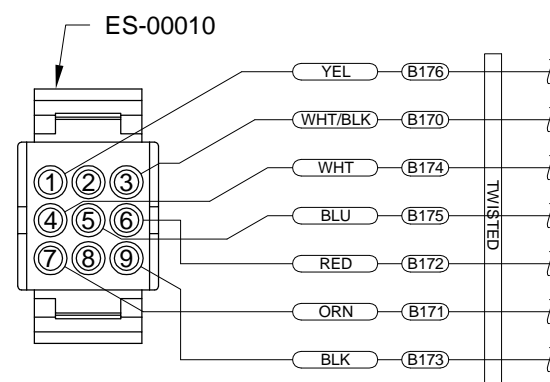 ES-00010
YEL B176
WHT/BLK B170
1 2 3
WHT B174
4 5 6
BLU B175
TWISTED
7 8 9
RED B172
ORN B171
BLK B173